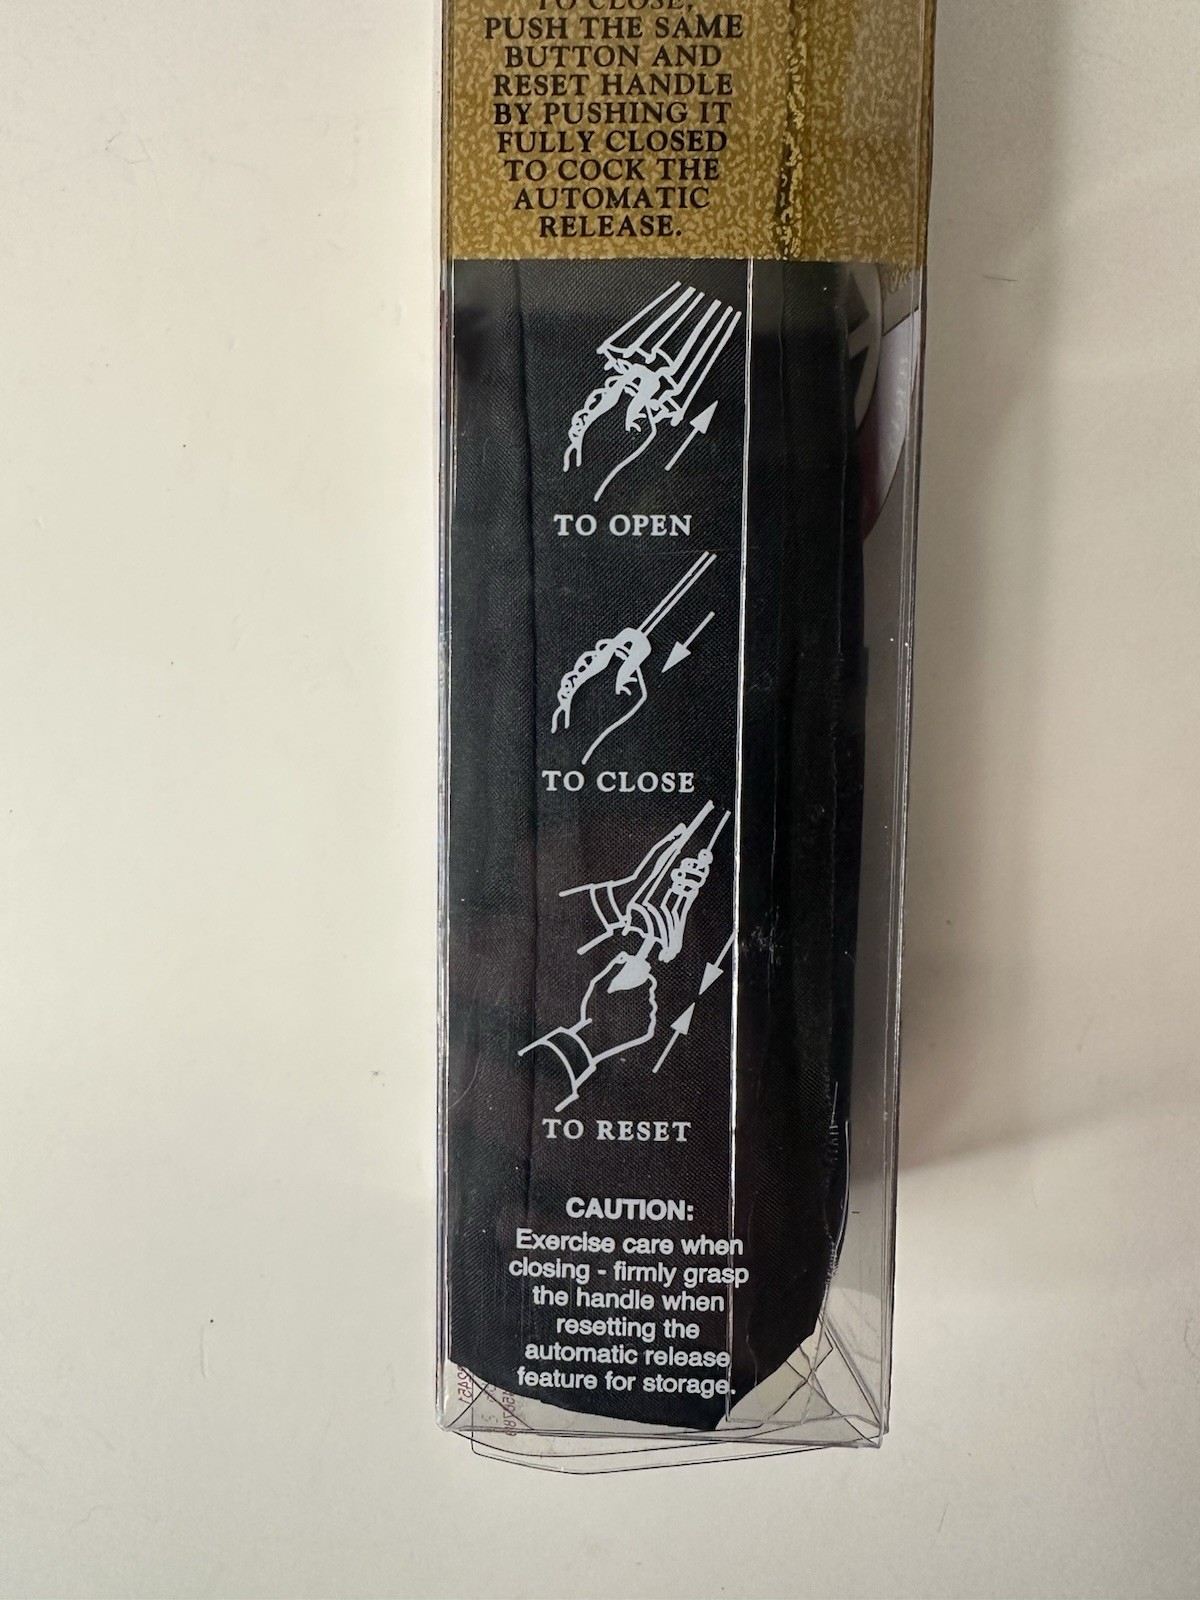 TO CLOSE,
PUSH THE SAME
BUTTON AND
RESET HANDLE
BY PUSHING IT
FULLY CLOSED
TO COCK THE
AUTOMATIC
RELEASE.
TO OPEN
TO CLOSE
TO RESET
CAUTION:
Exercise care when
closing - firmly grasp
the handle when
resetting the
automatic release
feature for storage.